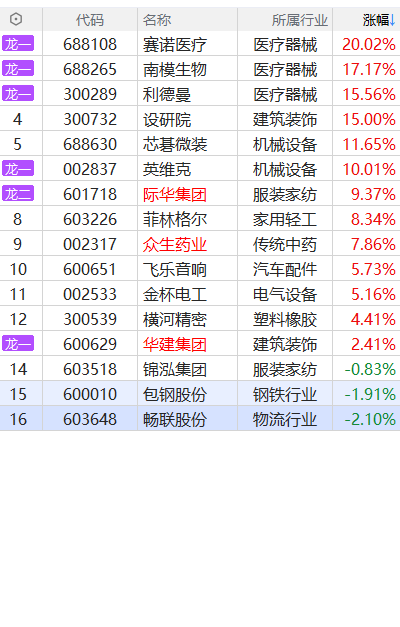 代码 名称 所属行业 涨幅↓
龙一 688108 赛诺医疗 医疗器械 20.02%
龙一 688265 南模生物 医疗器械 17.17%
龙一 300289 利德曼 医疗器械 15.56%
4 300732 设研院 建筑装饰 15.00%
5 688630 芯碁微装 机械设备 11.65%
龙一 002837 英维克 机械设备 10.01%
龙二 601718 际华集团 服装家纺 9.37%
8 603226 菲林格尔 家用轻工 8.34%
9 002317 众生药业 传统中药 7.86%
10 600651 飞乐音响 汽车配件 5.73%
11 002533 金杯电工 电气设备 5.16%
12 300539 横河精密 塑料橡胶 4.41%
龙一 600629 华建集团 建筑装饰 2.41%
14 603518 锦泓集团 服装家纺 -0.83%
15 600010 包钢股份 钢铁行业 -1.91%
16 603648 畅联股份 物流行业 -2.10%